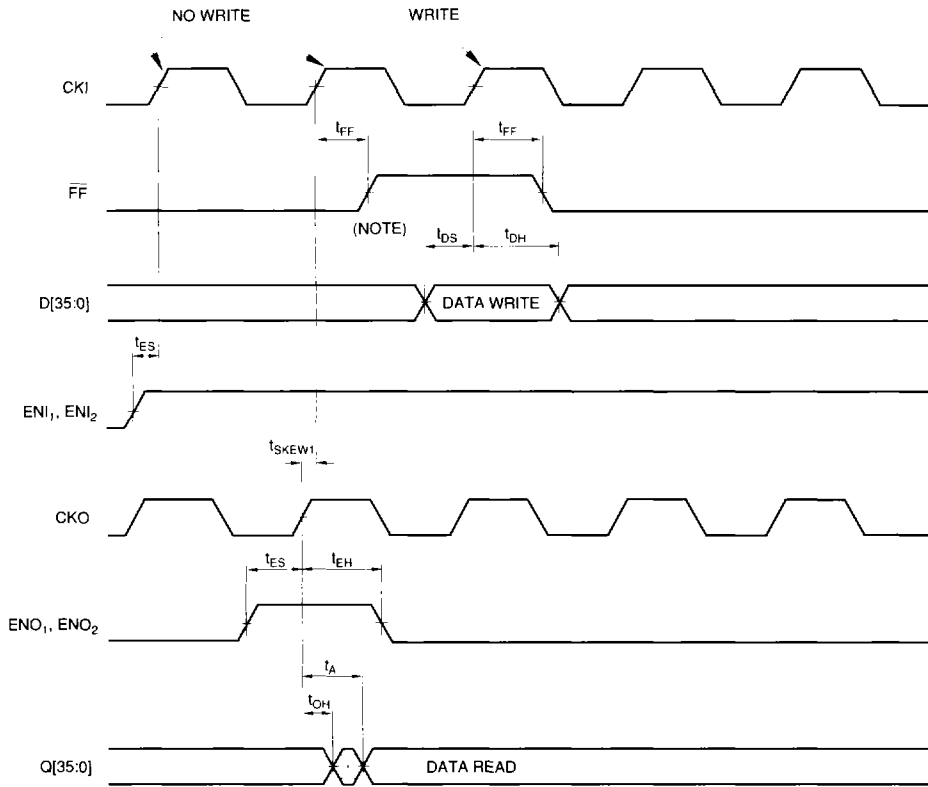 NO WRITE WRITE
CKI
tFF tFF
FF
(NOTE)
tDS tDH
D[35:0] DATA WRITE
tES
ENI1, ENI2
tSKEW1
CKO
tES tEH
ENO1, ENO2
tA
tOH
Q[35:0] DATA READ